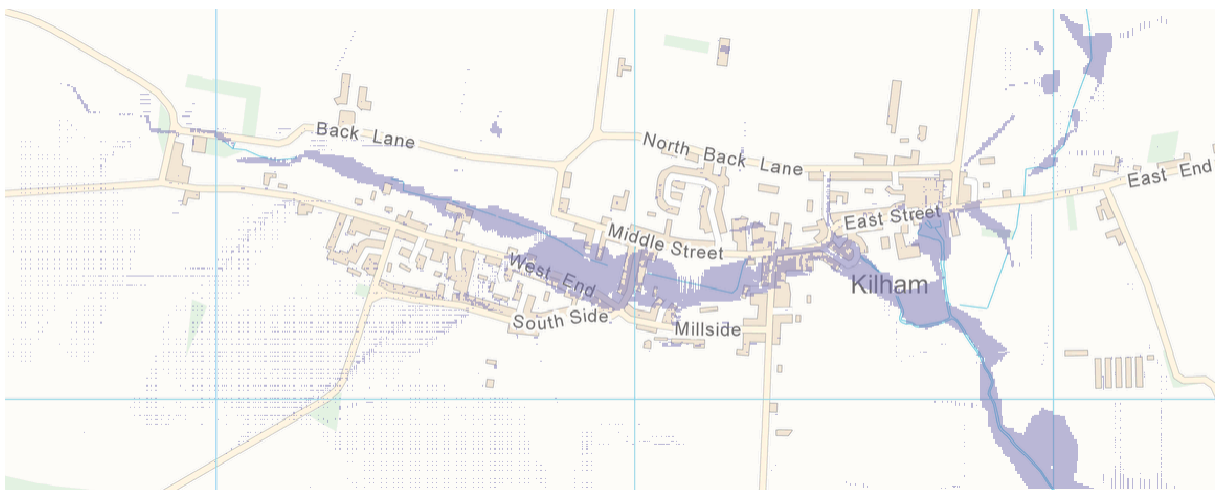 Back Lane
North Back Lane
East End
East Street
Middle Street
West End
Kilham
South Side
Millside